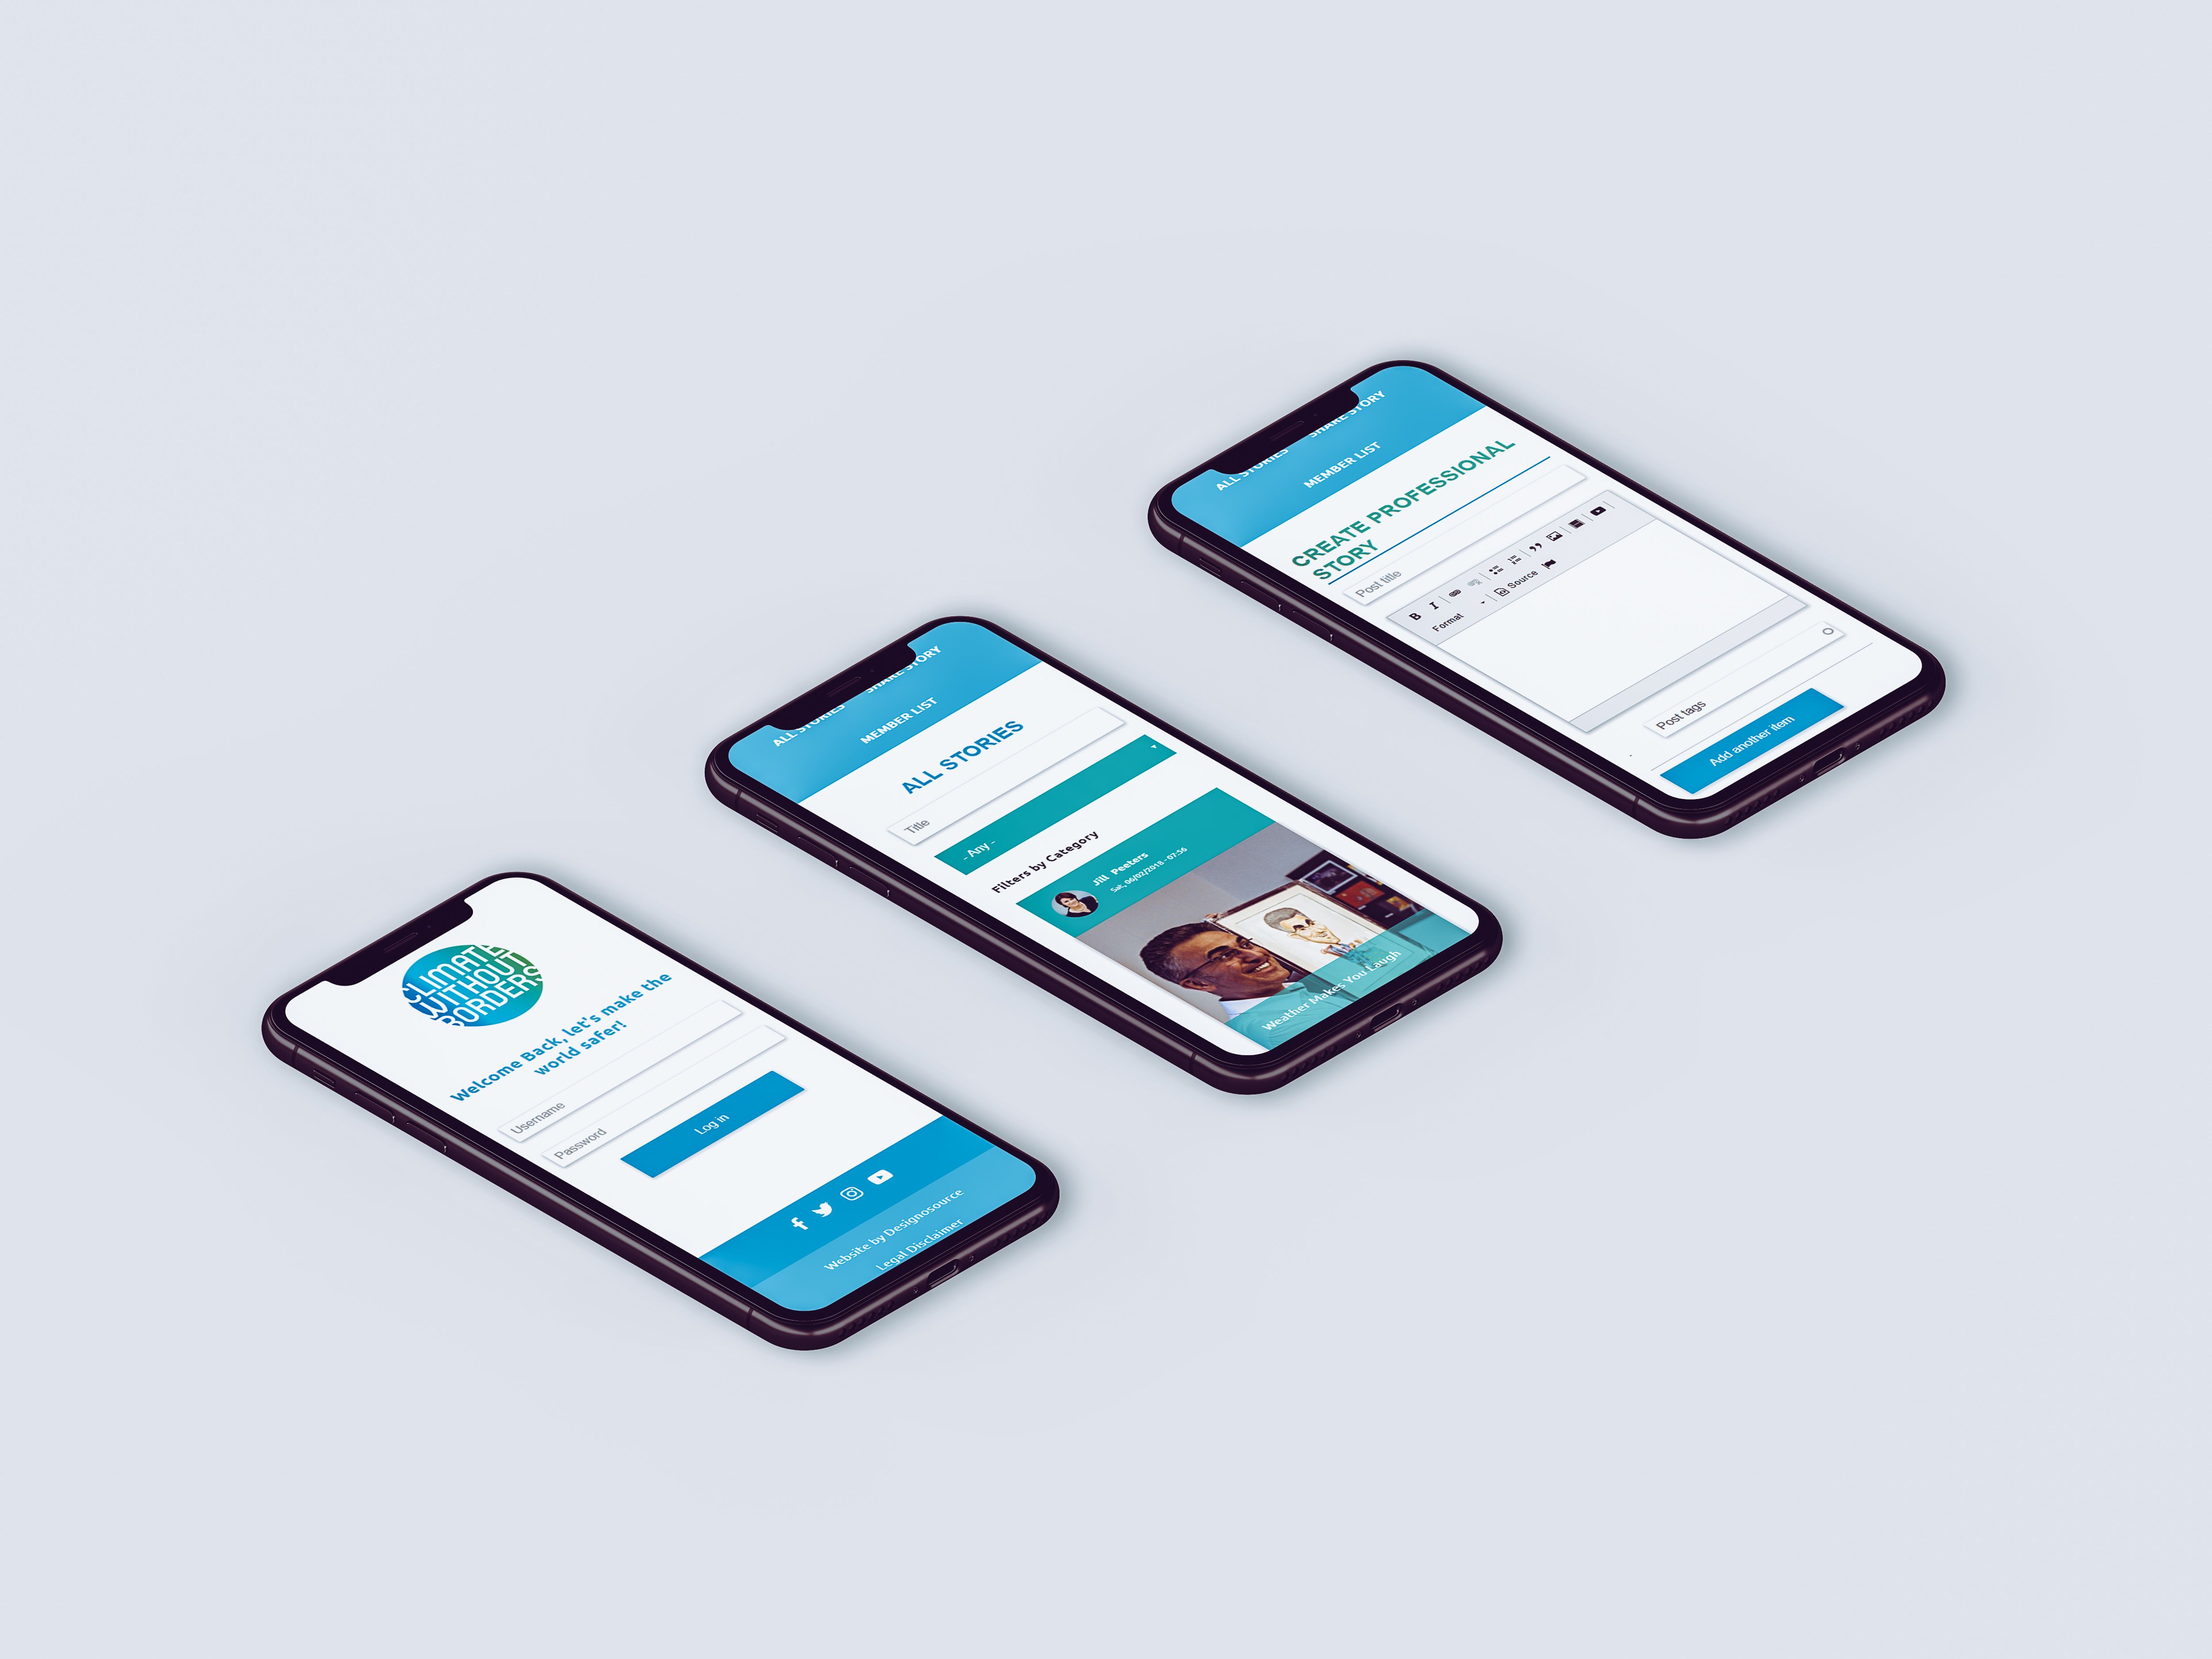 CLIMATE
WITHOUT
BORDERS
Welcome Back, let's make the
world safer!
Username
Password
Log in
Website by Designosource
Legal Disclaimer
ALL STORIES SHARE STORY
MEMBER LIST
ALL STORIES
Title
- Any -
Filters by Category
Jill Peeters
Sat, 06/02/2018 - 07:56
Weather Makes You Laugh
ALL STORIES SHARE STORY
MEMBER LIST
CREATE PROFESSIONAL
STORY
Post title
B I
Format Source
Post tags
Add another item